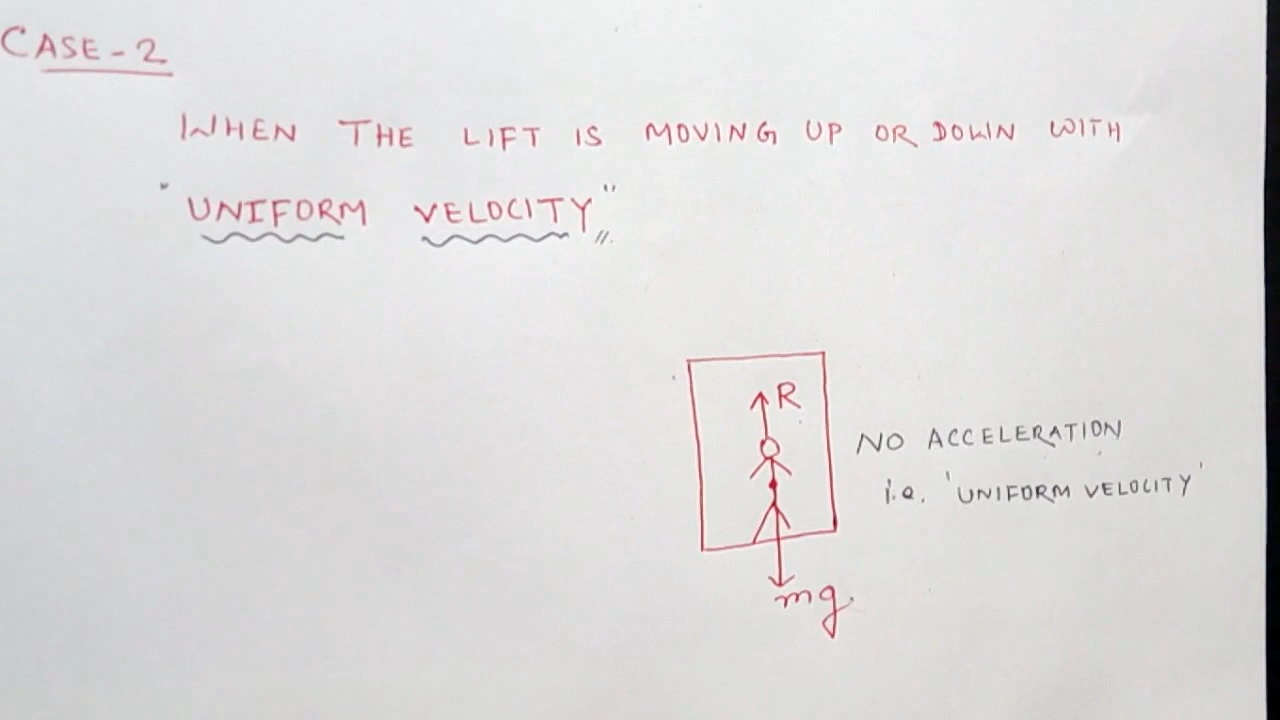 CASE-2
WHEN THE LIFT IS MOVING UP OR DOWN WITH
"UNIFORM VELOCITY"
R
NO ACCELERATION
i.e. 'UNIFORM VELOCITY'
mg